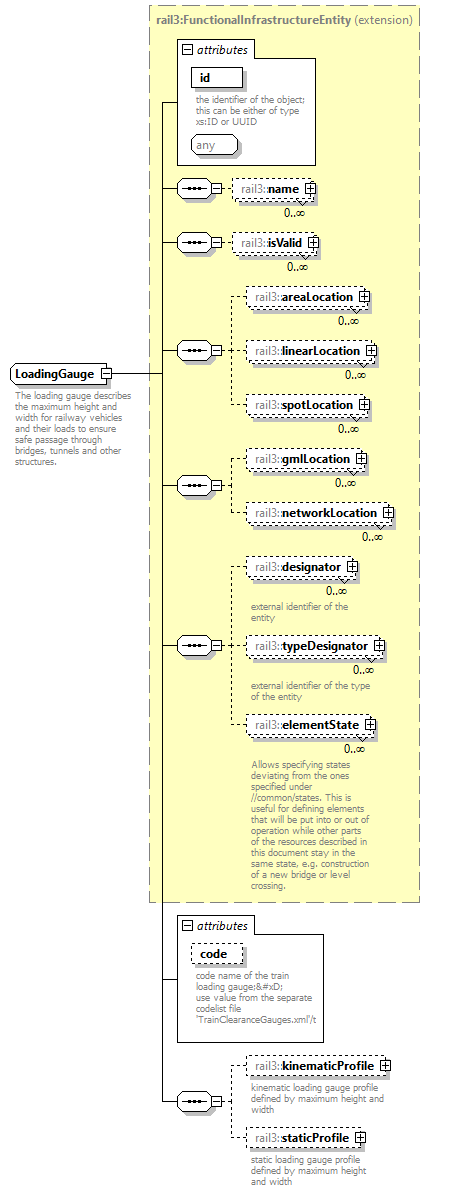 rail3:FunctionalInfrastructureEntity (extension)
attributes
id
the identifier of the object;
this can be either of type
xs:ID or UUID
any
rail3::name
0..∞
rail3::isValid
0..∞
rail3::areaLocation
0..∞
rail3::linearLocation
0..∞
rail3::spotLocation
0..∞
LoadingGauge
The loading gauge describes
the maximum height and
width for railway vehicles
and their loads to ensure
safe passage through
bridges, tunnels and other
structures.
rail3::gmlLocation
0..∞
rail3::networkLocation
0..∞
rail3::designator
0..∞
external identifier of the
entity
rail3::typeDesignator
0..∞
external identifier of the type
of the entity
rail3::elementState
0..∞
Allows specifying states
deviating from the ones
specified under
//common/states. This is
useful for defining elements
that will be put into or out of
operation while other parts
of the resources described in
this document stay in the
same state, e.g. construction
of a new bridge or level
crossing.
attributes
code
code name of the train
loading gauge;&#xD;
use value from the separate
codelist file
'TrainClearanceGauges.xml'/t
rail3::kinematicProfile
kinematic loading gauge profile
defined by maximum height and
width
rail3::staticProfile
static loading gauge profile
defined by maximum height
and width